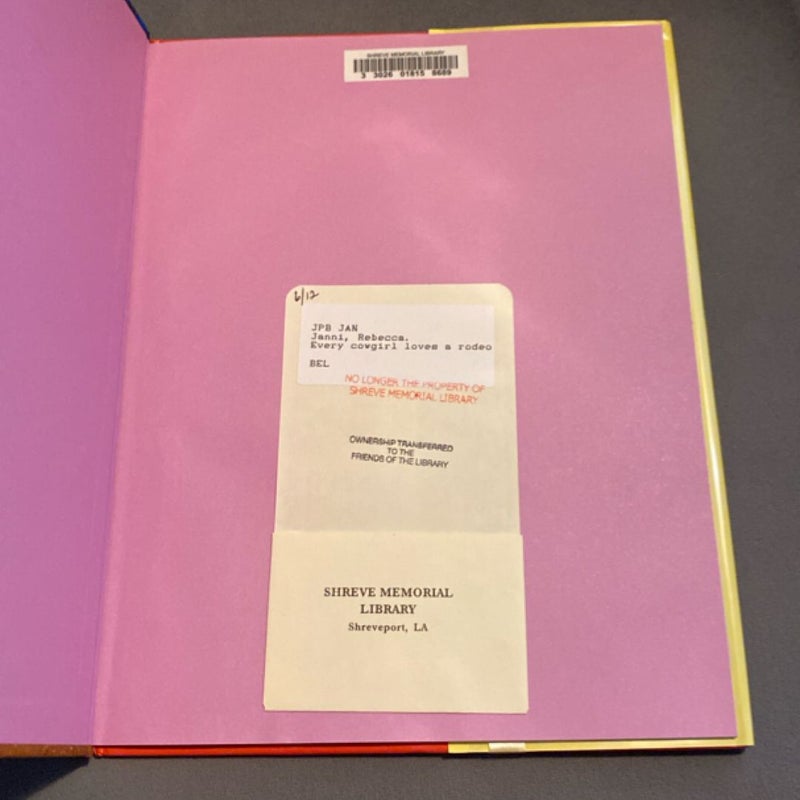 SHREVE MEMORIAL LIBRARY
3 3026 01815 8689
6/12
JPB JAN
Janni, Rebecca.
Every cowgirl loves a rodeo
BEL
NO LONGER THE PROPERTY OF
SHREVE MEMORIAL LIBRARY
OWNERSHIP TRANSFERRED
TO THE
FRIENDS OF THE LIBRARY
SHREVE MEMORIAL
LIBRARY
Shreveport, LA